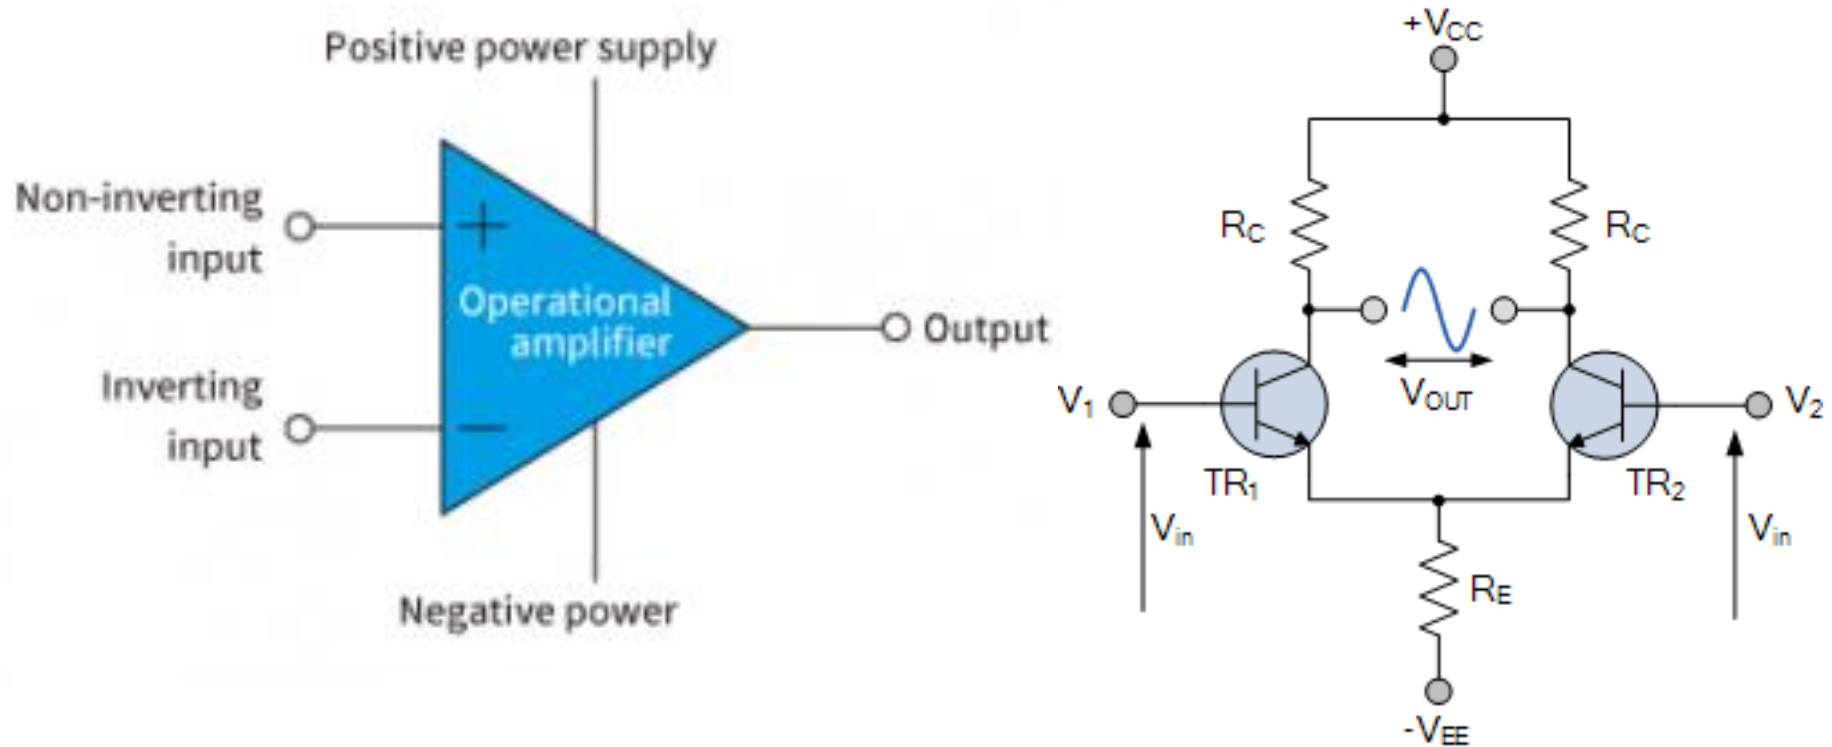 Positive power supply
Non-inverting
input
+
Operational
amplifier
Output
Inverting
input
−
Negative power
+VCC
RC
RC
VOUT
V1
V2
TR1
TR2
Vin
Vin
RE
-VEE